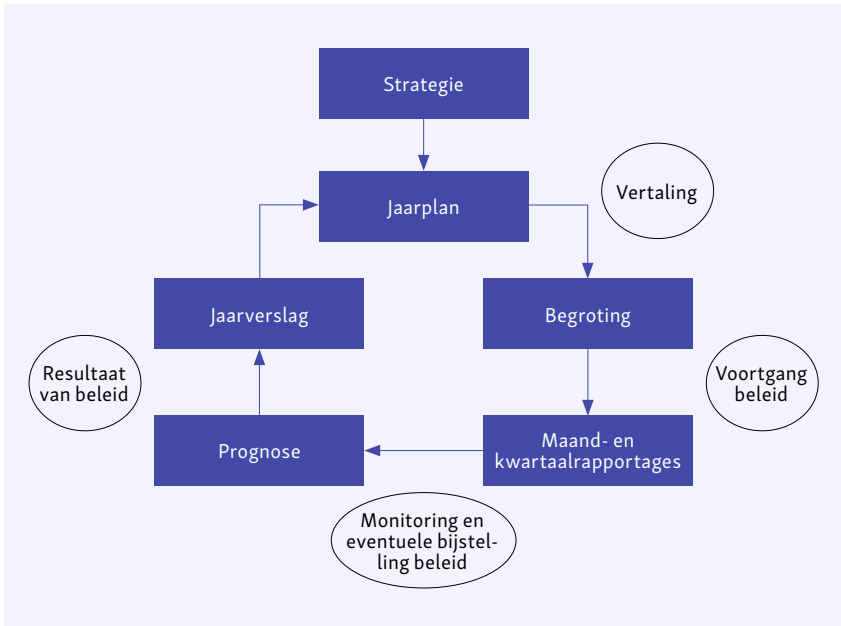 Strategie
Jaarplan
Vertaling
Jaarverslag
Begroting
Resultaat
van beleid
Voortgang
beleid
Prognose
Maand- en
kwartaalrapportages
Monitoring en
eventuele bijstel-
ling beleid